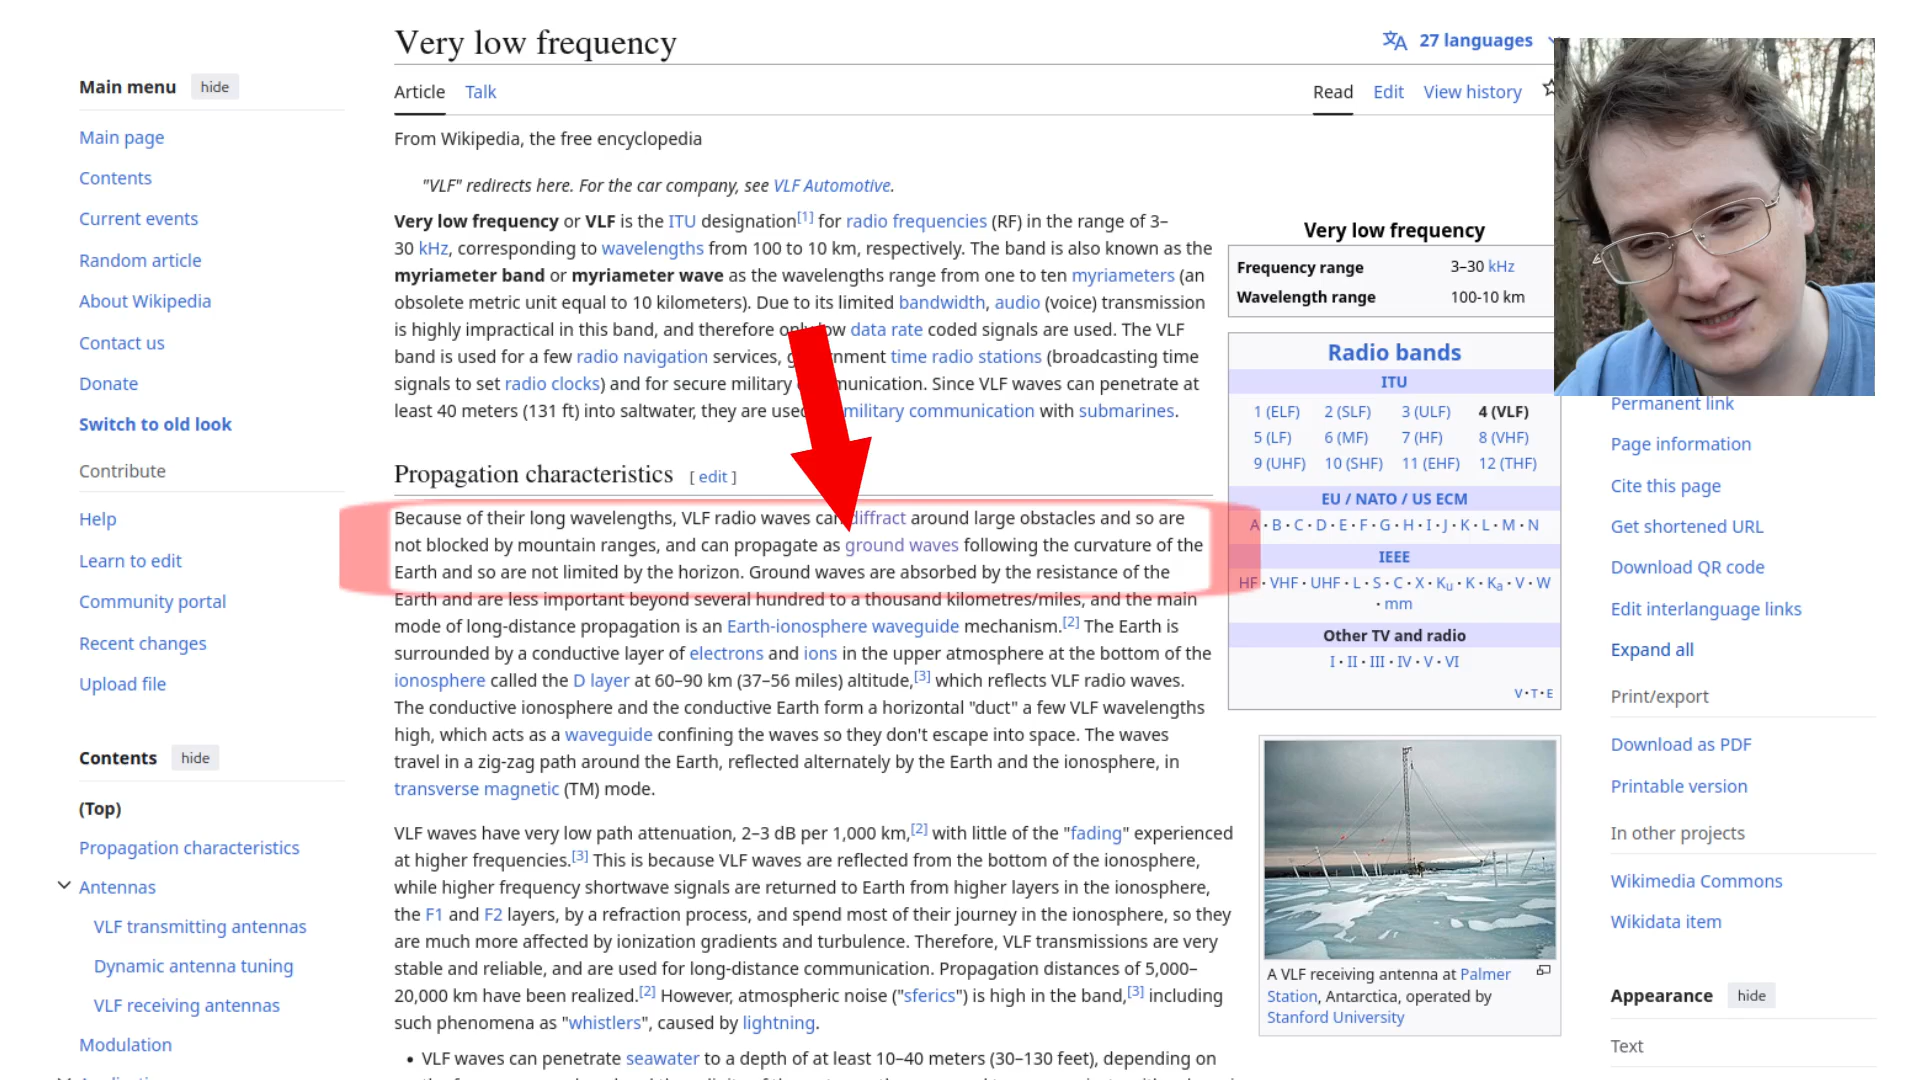 Very low frequency
27 languages
Main menu hide
Article Talk
Read Edit View history
Main page
From Wikipedia, the free encyclopedia
Contents
"VLF" redirects here. For the car company, see VLF Automotive.
Current events
Random article
About Wikipedia
Contact us
Donate
Switch to old look
Contribute
Help
Learn to edit
Community portal
Recent changes
Upload file
Contents hide
(Top)
Propagation characteristics
Antennas
VLF transmitting antennas
Dynamic antenna tuning
VLF receiving antennas
Modulation
Very low frequency or VLF is the ITU designation[1] for radio frequencies (RF) in the range of 3–
30 kHz, corresponding to wavelengths from 100 to 10 km, respectively. The band is also known as the
myriameter band or myriameter wave as the wavelengths range from one to ten myriameters (an
obsolete metric unit equal to 10 kilometers). Due to its limited bandwidth, audio (voice) transmission
is highly impractical in this band, and therefore only low data rate coded signals are used. The VLF
band is used for a few radio navigation services, government time radio stations (broadcasting time
signals to set radio clocks) and for secure military communication. Since VLF waves can penetrate at
least 40 meters (131 ft) into saltwater, they are used military communication with submarines.
Propagation characteristics [ edit ]
Because of their long wavelengths, VLF radio waves can diffract around large obstacles and so are
not blocked by mountain ranges, and can propagate as ground waves following the curvature of the
Earth and so are not limited by the horizon. Ground waves are absorbed by the resistance of the
Earth and are less important beyond several hundred to a thousand kilometres/miles, and the main
mode of long-distance propagation is an Earth-ionosphere waveguide mechanism.[2] The Earth is
surrounded by a conductive layer of electrons and ions in the upper atmosphere at the bottom of the
ionosphere called the D layer at 60–90 km (37–56 miles) altitude,[3] which reflects VLF radio waves.
The conductive ionosphere and the conductive Earth form a horizontal "duct" a few VLF wavelengths
high, which acts as a waveguide confining the waves so they don't escape into space. The waves
travel in a zig-zag path around the Earth, reflected alternately by the Earth and the ionosphere, in
transverse magnetic (TM) mode.
VLF waves have very low path attenuation, 2–3 dB per 1,000 km,[2] with little of the "fading" experienced
at higher frequencies.[3] This is because VLF waves are reflected from the bottom of the ionosphere,
while higher frequency shortwave signals are returned to Earth from higher layers in the ionosphere,
the F1 and F2 layers, by a refraction process, and spend most of their journey in the ionosphere, so they
are much more affected by ionization gradients and turbulence. Therefore, VLF transmissions are very
stable and reliable, and are used for long-distance communication. Propagation distances of 5,000–
20,000 km have been realized.[2] However, atmospheric noise ("sferics") is high in the band,[3] including
such phenomena as "whistlers", caused by lightning.
• VLF waves can penetrate seawater to a depth of at least 10–40 meters (30–130 feet), depending on
Very low frequency
Frequency range 3–30 kHz
Wavelength range 100-10 km
Radio bands
ITU
1 (ELF) 2 (SLF) 3 (ULF) 4 (VLF)
5 (LF) 6 (MF) 7 (HF) 8 (VHF)
9 (UHF) 10 (SHF) 11 (EHF) 12 (THF)
EU / NATO / US ECM
A · B · C · D · E · F · G · H · I · J · K · L · M · N
IEEE
HF · VHF · UHF · L · S · C · X · Ku · K · Ka · V · W
· mm
Other TV and radio
I · II · III · IV · V · VI
V · T · E
A VLF receiving antenna at Palmer
Station, Antarctica, operated by
Stanford University
Permanent link
Page information
Cite this page
Get shortened URL
Download QR code
Edit interlanguage links
Expand all
Print/export
Download as PDF
Printable version
In other projects
Wikimedia Commons
Wikidata item
Appearance hide
Text